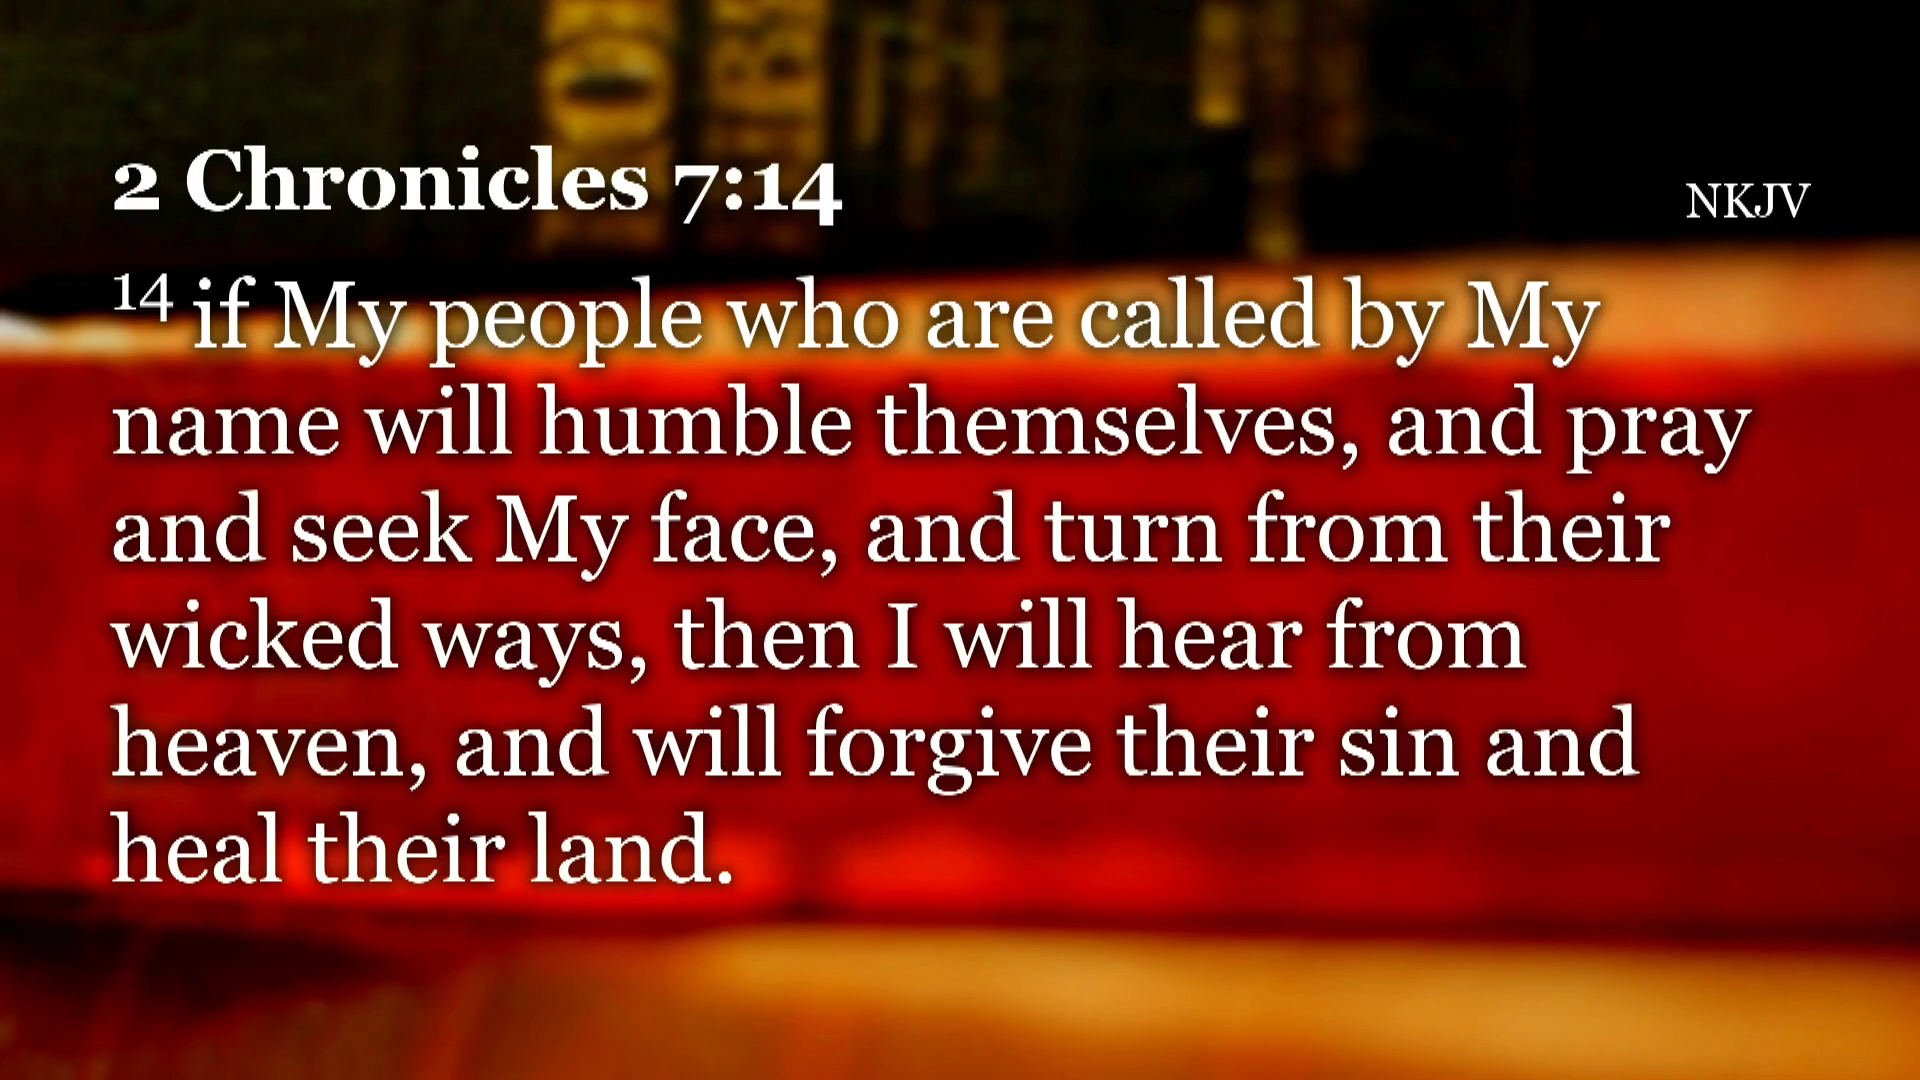 2 Chronicles 7:14
NKJV
14 if My people who are called by My
name will humble themselves, and pray
and seek My face, and turn from their
wicked ways, then I will hear from
heaven, and will forgive their sin and
heal their land.